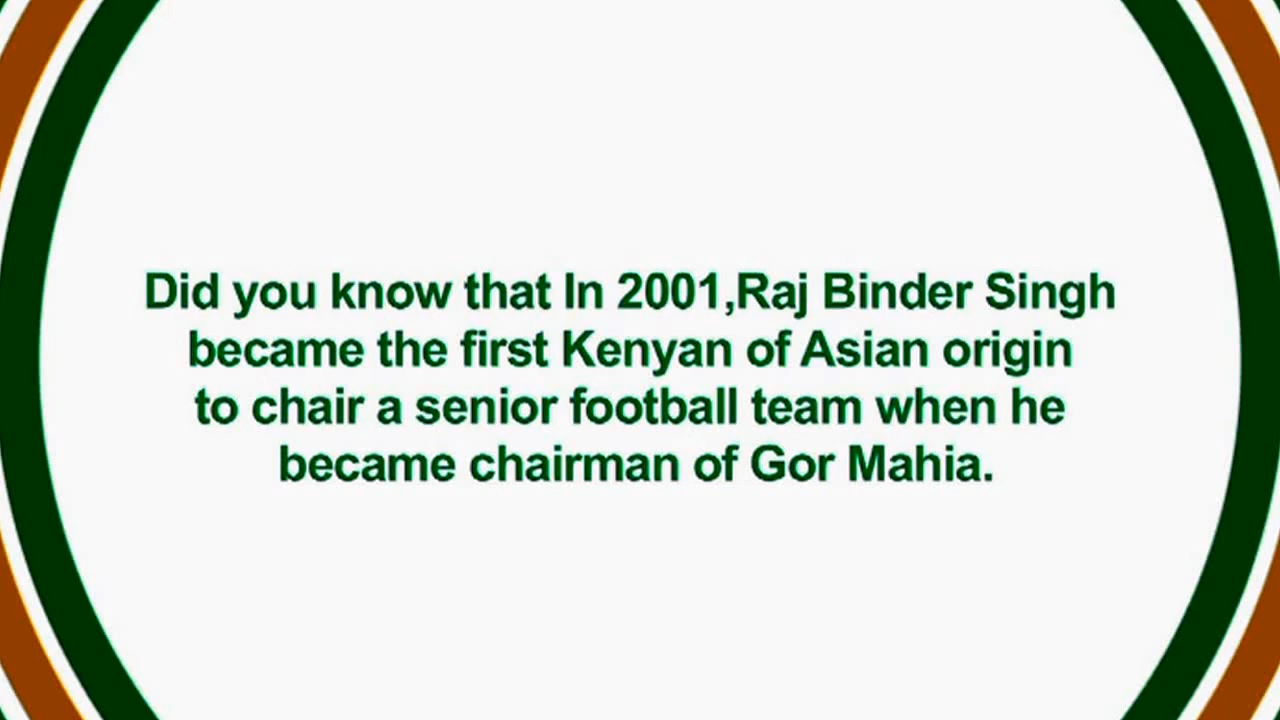 Did you know that In 2001,Raj Binder Singh
became the first Kenyan of Asian origin
to chair a senior football team when he
became chairman of Gor Mahia.